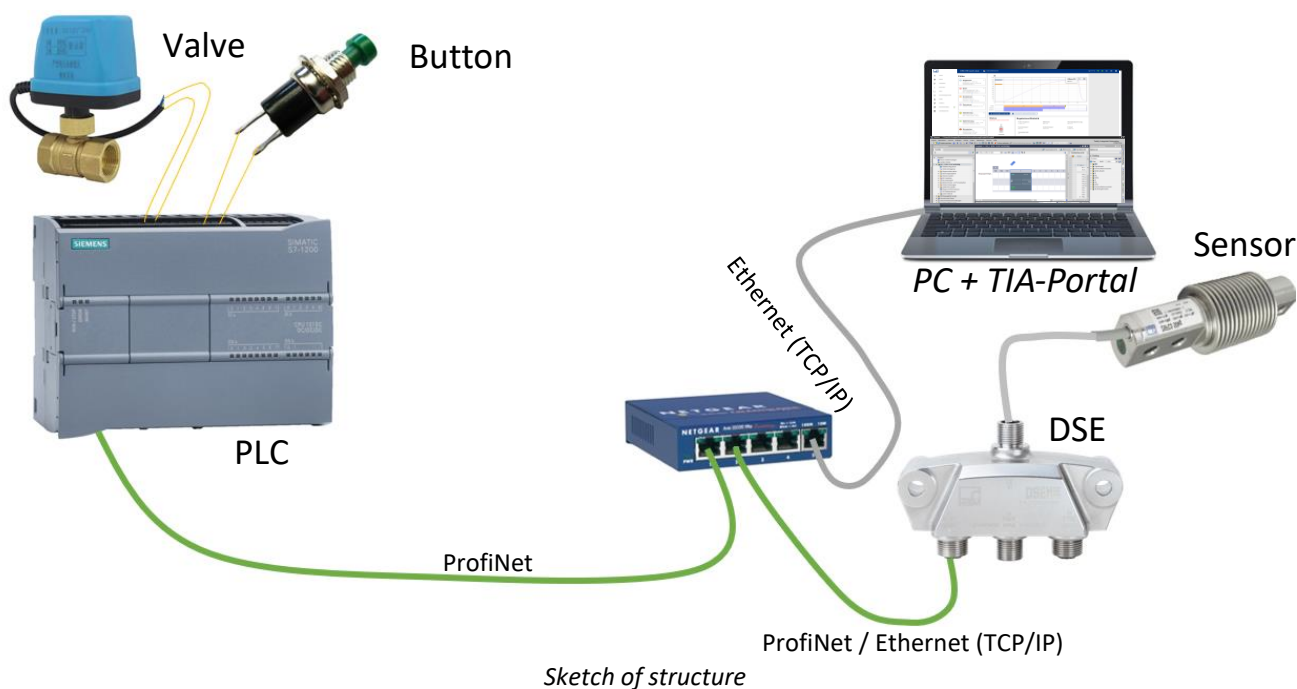 Valve
Button
SIEMENS
SIMATIC
S7-1200
PLC
ProfiNet
NETGEAR
Ethernet (TCP/IP)
PC + TIA-Portal
Sensor
DSE
ProfiNet / Ethernet (TCP/IP)
Sketch of structure